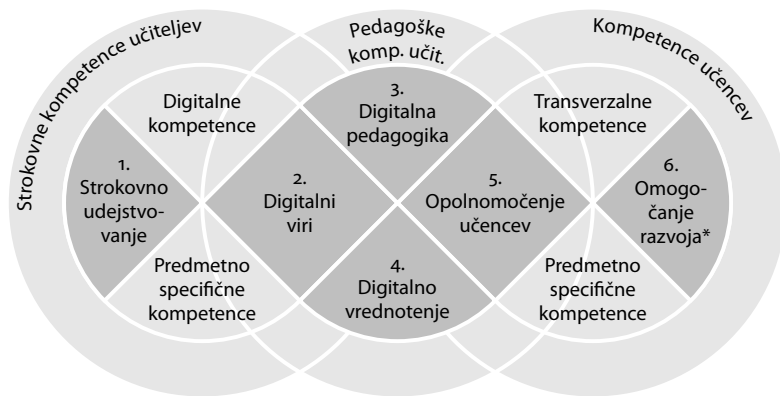 Strokovne kompetence učiteljev
Pedagoške
komp. učit.
Kompetence učencev
Digitalne
kompetence
3.
Digitalna
pedagogika
Transverzalne
kompetence
1.
Strokovno
udejstvo-
vanje
2.
Digitalni
viri
5.
Opolnomočenje
učencev
6.
Omogo-
čanje
razvoja*
Predmetno
specifične
kompetence
4.
Digitalno
vrednotenje
Predmetno
specifične
kompetence